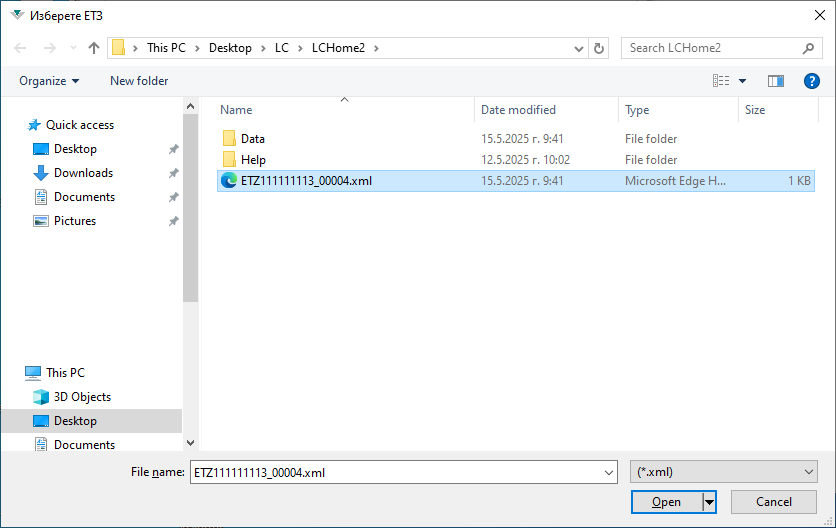 Изберете ЕТЗ
This PC > Desktop > LC > LCHome2 >
Search LCHome2
Organize
New folder
?
Name
Date modified
Type
Size
Quick access
Desktop
Downloads
Documents
Pictures
This PC
3D Objects
Desktop
Documents
Data 15.5.2025 г. 9:41 File folder
Help 12.5.2025 г. 10:02 File folder
ETZ111111113_00004.xml 15.5.2025 г. 9:41 Microsoft Edge H... 1 KB
File name: ETZ111111113_00004.xml
(*.xml)
Open
Cancel